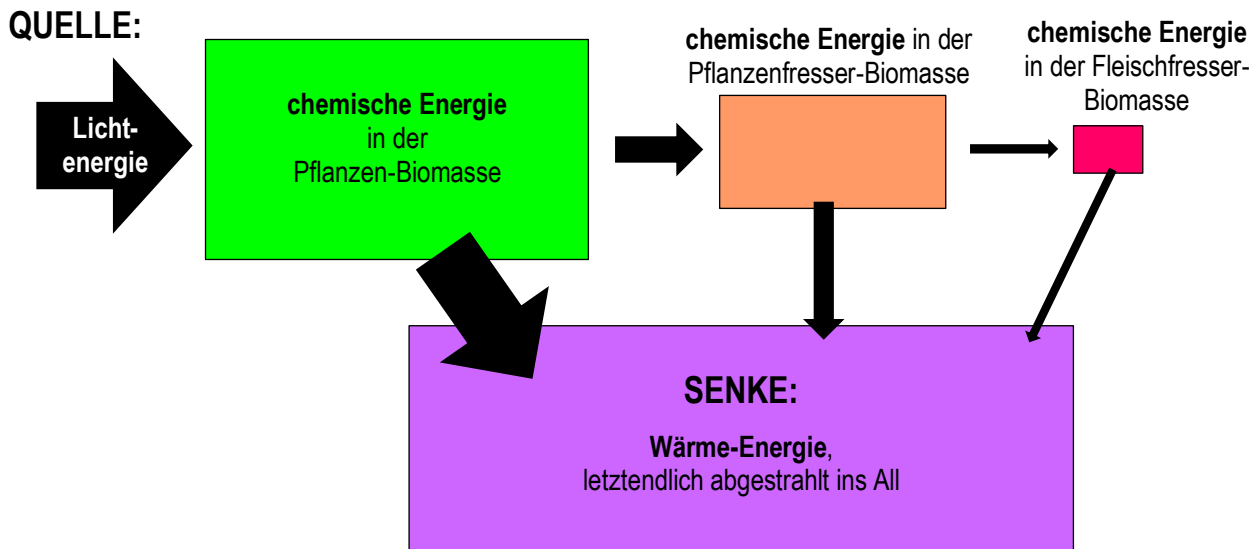 QUELLE:
Licht-
energie
chemische Energie
in der
Pflanzen-Biomasse
chemische Energie in der
Pflanzenfresser-Biomasse
chemische Energie
in der Fleischfresser-
Biomasse
SENKE:
Wärme-Energie,
letztendlich abgestrahlt ins All